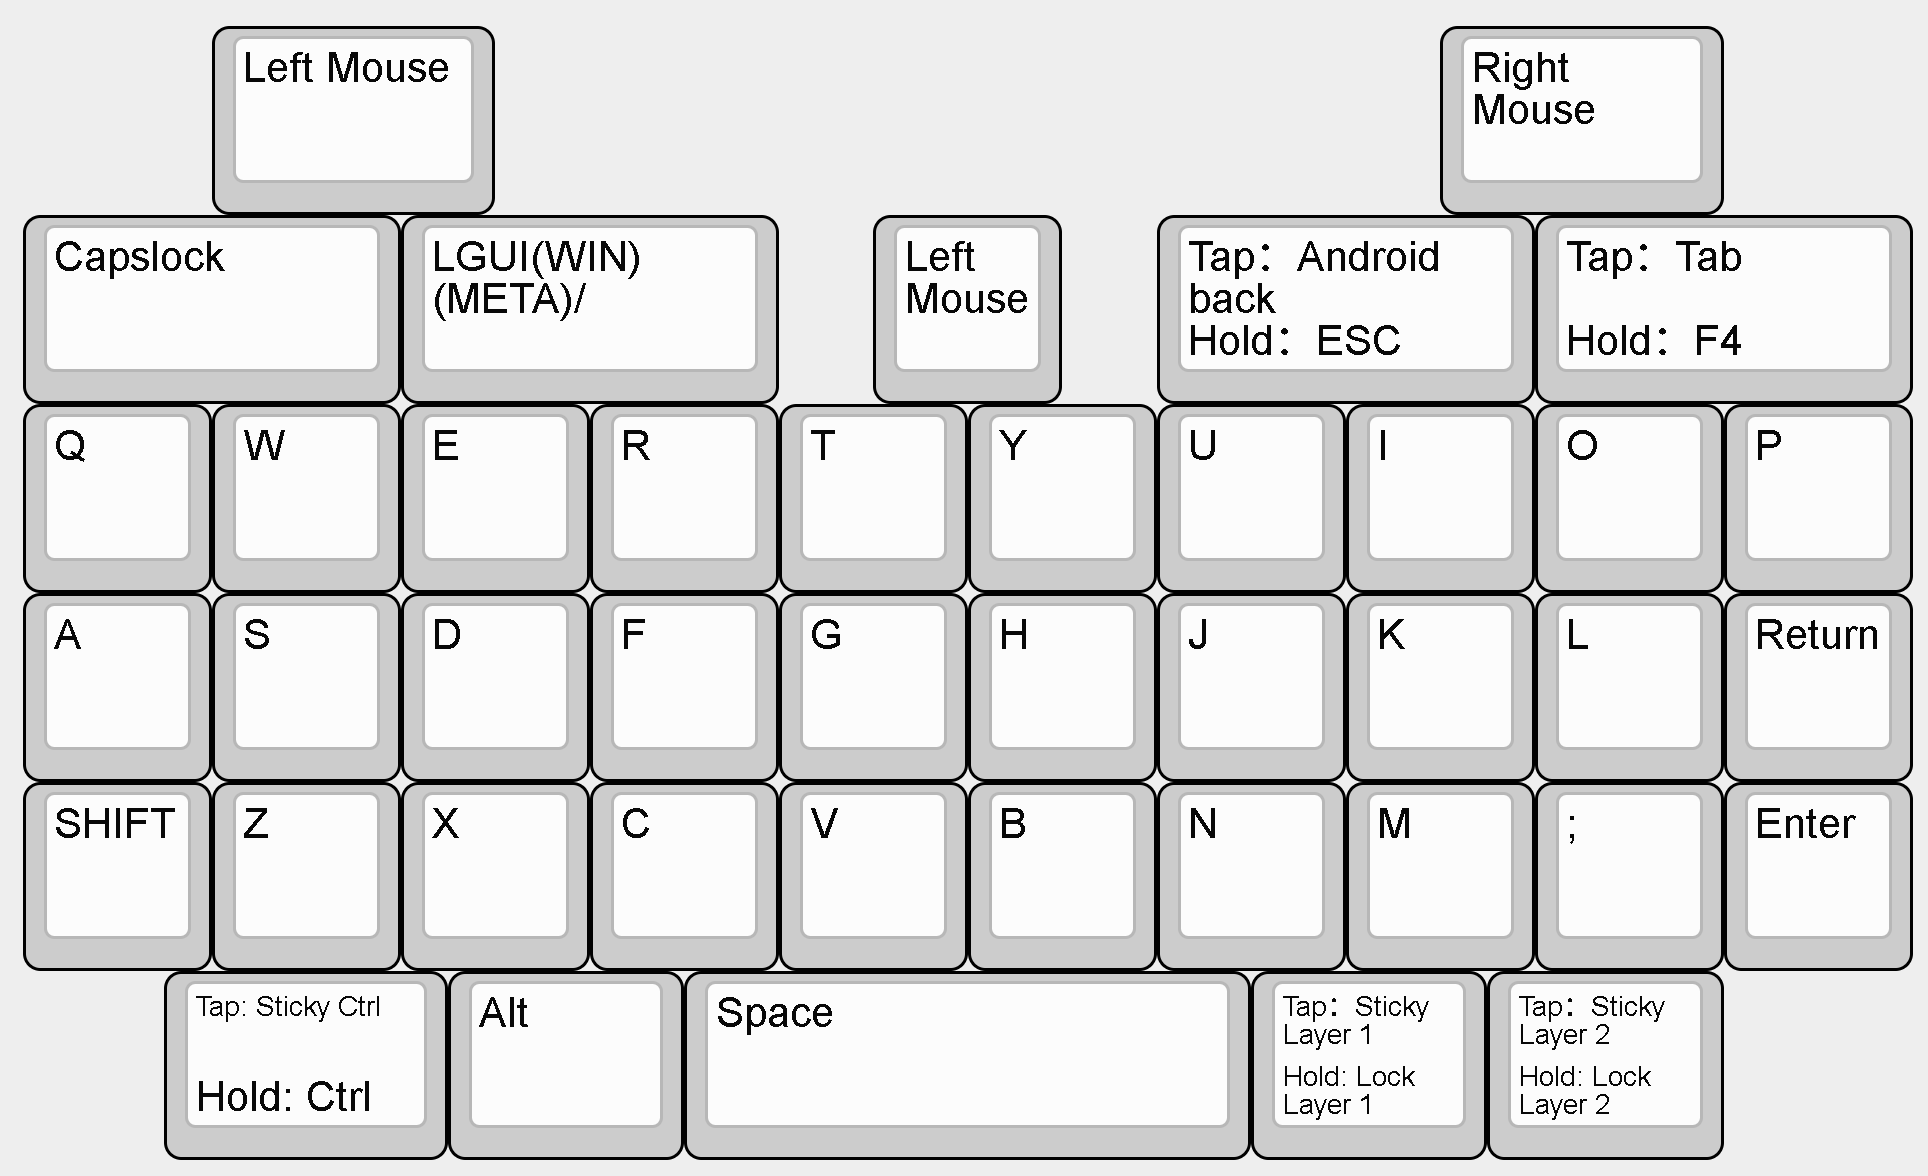 Left Mouse
Right
Mouse
Capslock
LGUI(WIN)
(META)/
Left
Mouse
Tap：Android
back
Hold：ESC
Tap：Tab
Hold：F4
Q
W
E
R
T
Y
U
I
O
P
A
S
D
F
G
H
J
K
L
Return
SHIFT
Z
X
C
V
B
N
M
;
Enter
Tap: Sticky Ctrl
Hold: Ctrl
Alt
Space
Tap：Sticky
Layer 1
Hold: Lock
Layer 1
Tap：Sticky
Layer 2
Hold: Lock
Layer 2